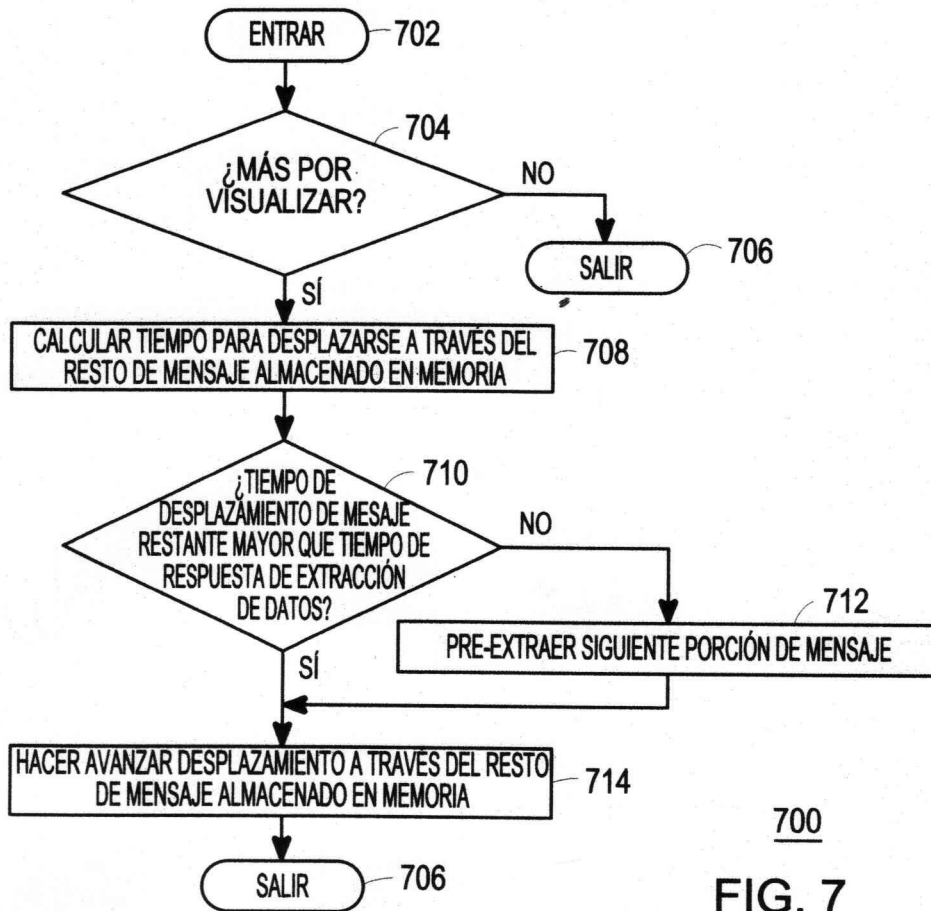 ENTRAR
702
704
¿MÁS POR
VISUALIZAR?
NO
SALIR
706
SÍ
CALCULAR TIEMPO PARA DESPLAZARSE A TRAVÉS DEL
RESTO DE MENSAJE ALMACENADO EN MEMORIA
708
710
¿TIEMPO DE
DESPLAZAMIENTO DE MESAJE
RESTANTE MAYOR QUE TIEMPO DE
RESPUESTA DE EXTRACCIÓN
DE DATOS?
NO
712
PRE-EXTRAER SIGUIENTE PORCIÓN DE MENSAJE
SÍ
HACER AVANZAR DESPLAZAMIENTO A TRAVÉS DEL RESTO
DE MENSAJE ALMACENADO EN MEMORIA
714
SALIR
706
700
FIG. 7